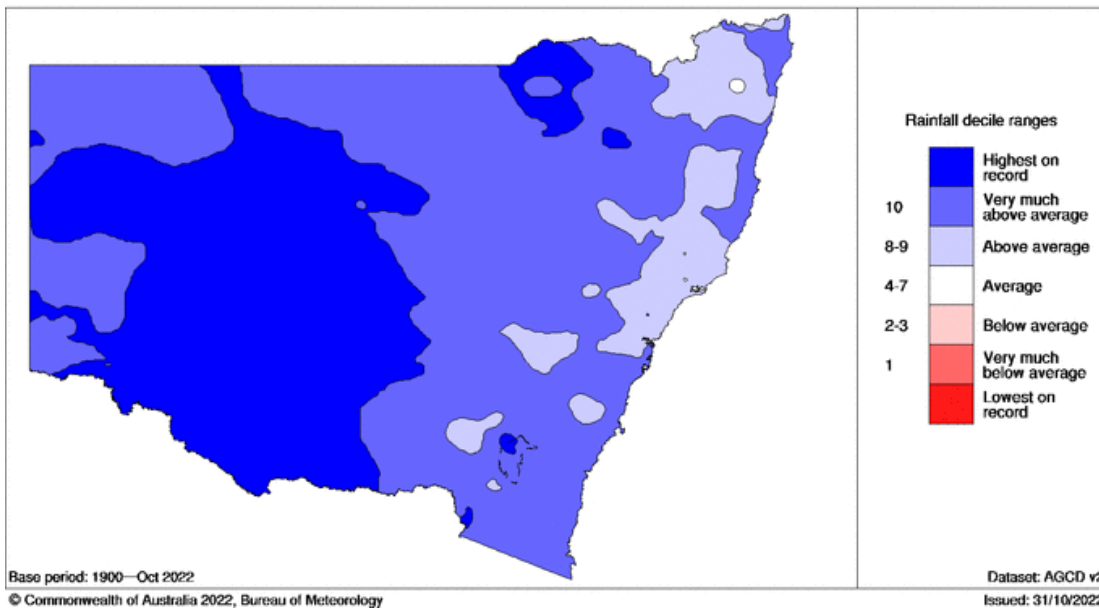 Rainfall decile ranges
Highest on
record
10
Very much
above average
8-9
Above average
4-7
Average
2-3
Below average
1
Very much
below average
Lowest on
record
Base period: 1900—Oct 2022
Dataset: AGCD v2
© Commonwealth of Australia 2022, Bureau of Meteorology
Issued: 31/10/2022